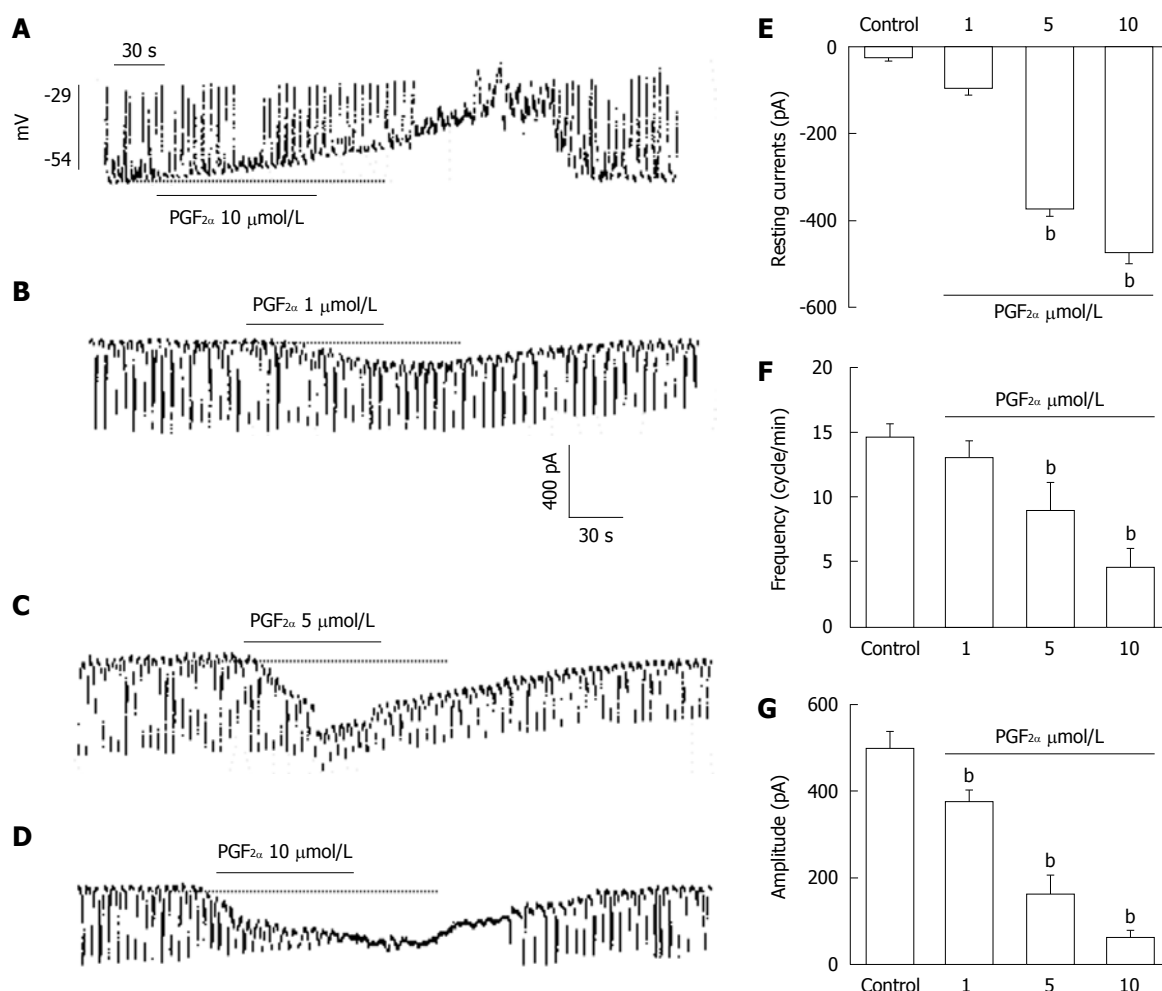 A
30 s
-29
mV
-54
PGF2α 10 μmol/L
B
PGF2α 1 μmol/L
400 pA
30 s
C
PGF2α 5 μmol/L
D
PGF2α 10 μmol/L
E
Control 1 5 10
0
-200
-400
-600
Resting currents (pA)
b
b
PGF2α μmol/L
F
20
15
10
5
0
Frequency (cycle/min)
PGF2α μmol/L
b
b
Control 1 5 10
G
600
400
200
0
Amplitude (pA)
PGF2α μmol/L
b
b
b
Control 1 5 10